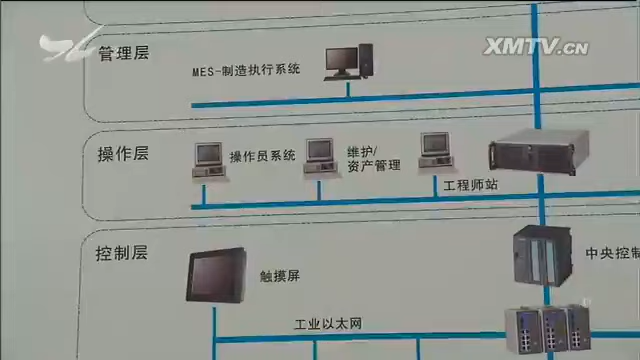 XMTV.CN
管理层
MES-制造执行系统
操作层
操作员系统
维护/
资产管理
工程师站
控制层
触摸屏
中央控制
工业以太网